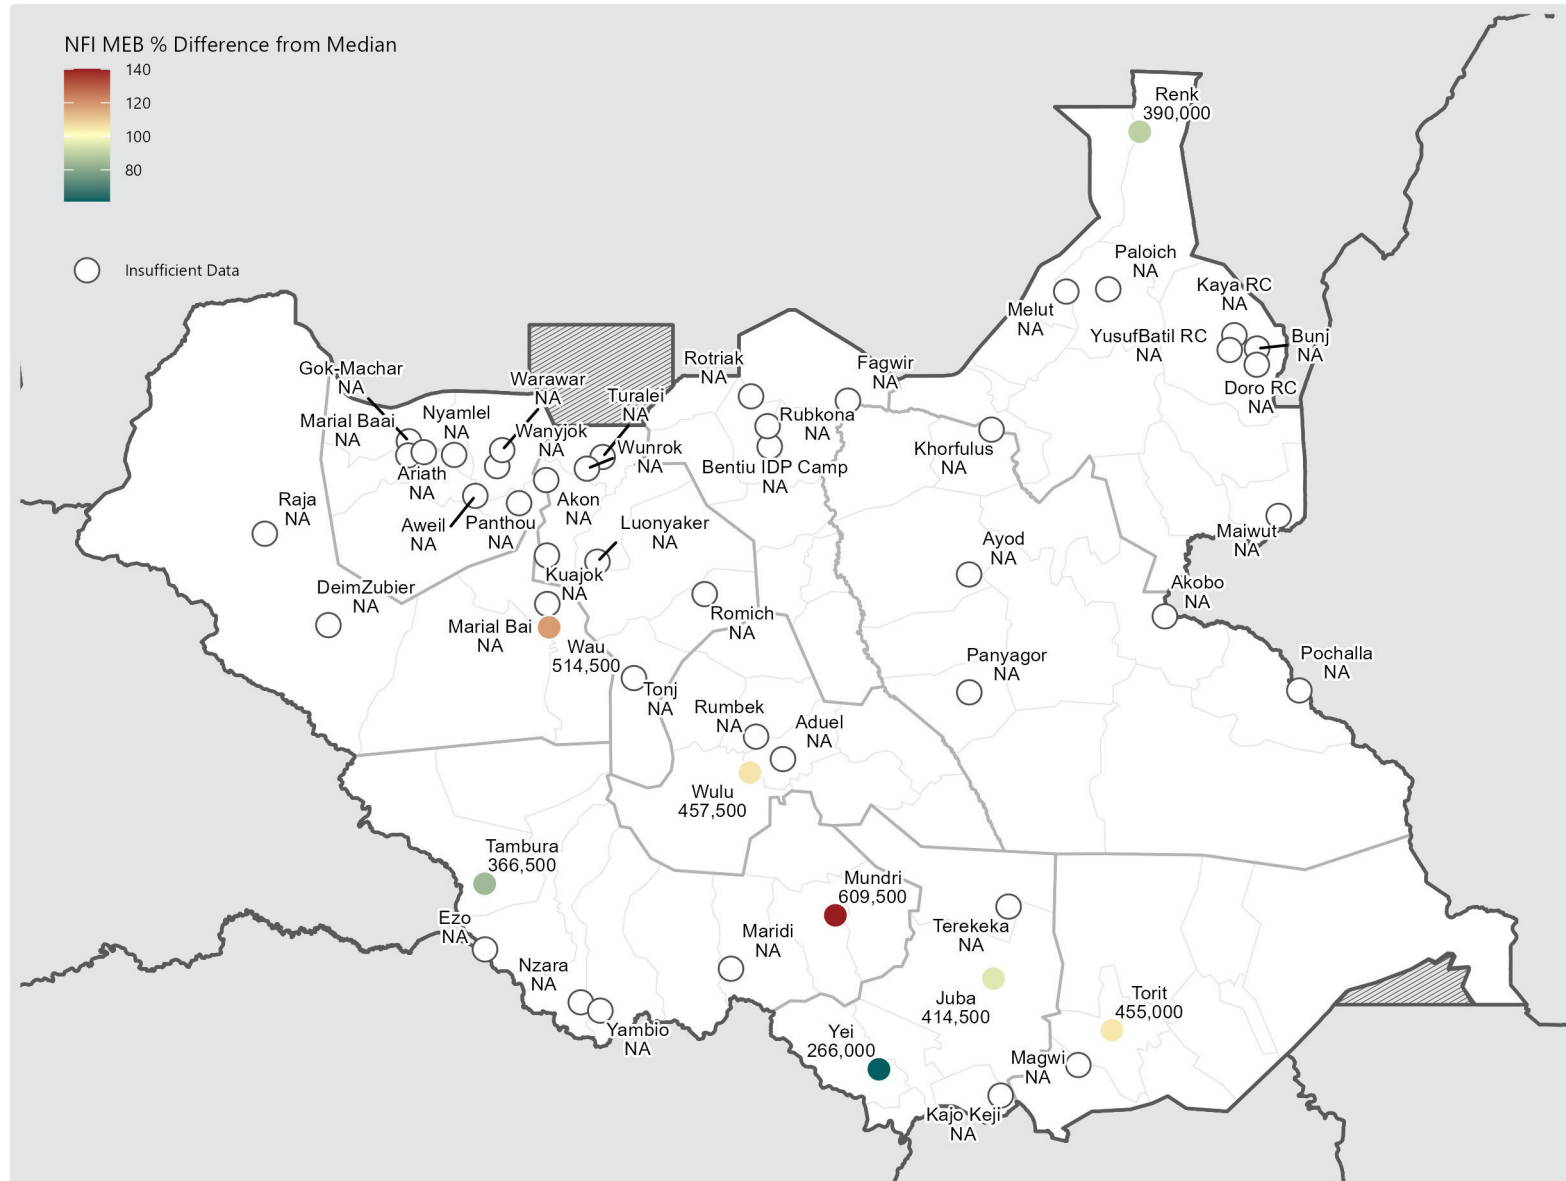 NFI MEB % Difference from Median
140
120
100
80
Insufficient Data
Renk
390,000
Paloich
NA
Melut
NA
Kaya RC
NA
YusufBatil RC
NA
Bunj
NA
Doro RC
NA
Gok-Machar
NA
Marial Baai
NA
Nyamlel
NA
Warawar
NA
Turalei
NA
Wanyjok
NA
Wunrok
NA
Ariath
NA
Aweil
NA
Panthou
NA
Akon
NA
Luonyaker
NA
Kuajok
NA
Raja
NA
DeimZubier
NA
Marial Bai
NA
Wau
514,500
Rotriak
NA
Rubkona
NA
Bentiu IDP Camp
NA
Fagwir
NA
Khorfulus
NA
Maiwut
NA
Ayod
NA
Akobo
NA
Romich
NA
Panyagor
NA
Pochalla
NA
Tonj
NA
Rumbek
NA
Aduel
NA
Wulu
457,500
Tambura
366,500
Ezo
NA
Nzara
NA
Yambio
NA
Maridi
NA
Mundri
609,500
Terekeka
NA
Juba
414,500
Yei
266,000
Torit
455,000
Magwi
NA
Kajo Keji
NA